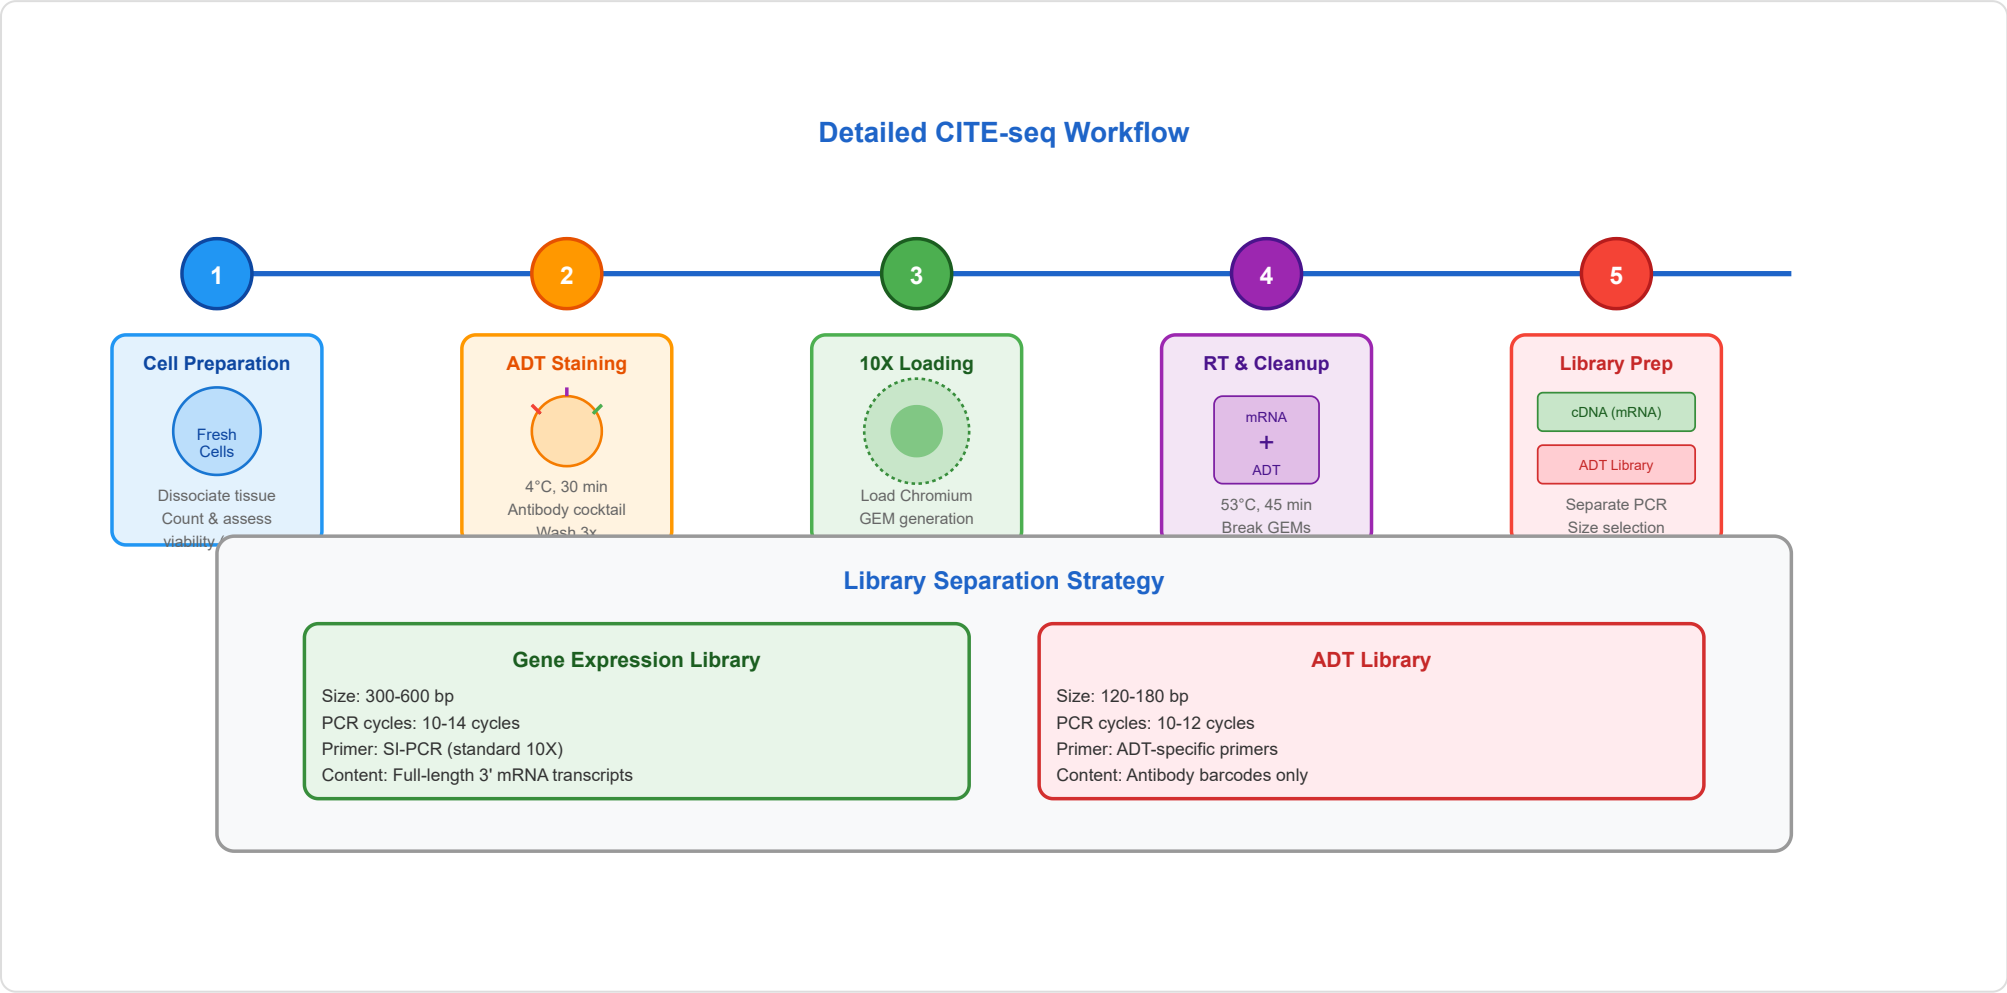 Detailed CITE-seq Workflow
1
2
3
4
5
Cell Preparation
Fresh
Cells
Dissociate tissue
Count & assess
viability
ADT Staining
4°C, 30 min
Antibody cocktail
Wash 3x
10X Loading
Load Chromium
GEM generation
RT & Cleanup
mRNA
+
ADT
53°C, 45 min
Break GEMs
Library Prep
cDNA (mRNA)
ADT Library
Separate PCR
Size selection
Library Separation Strategy
Gene Expression Library
Size: 300-600 bp
PCR cycles: 10-14 cycles
Primer: SI-PCR (standard 10X)
Content: Full-length 3' mRNA transcripts
ADT Library
Size: 120-180 bp
PCR cycles: 10-12 cycles
Primer: ADT-specific primers
Content: Antibody barcodes only